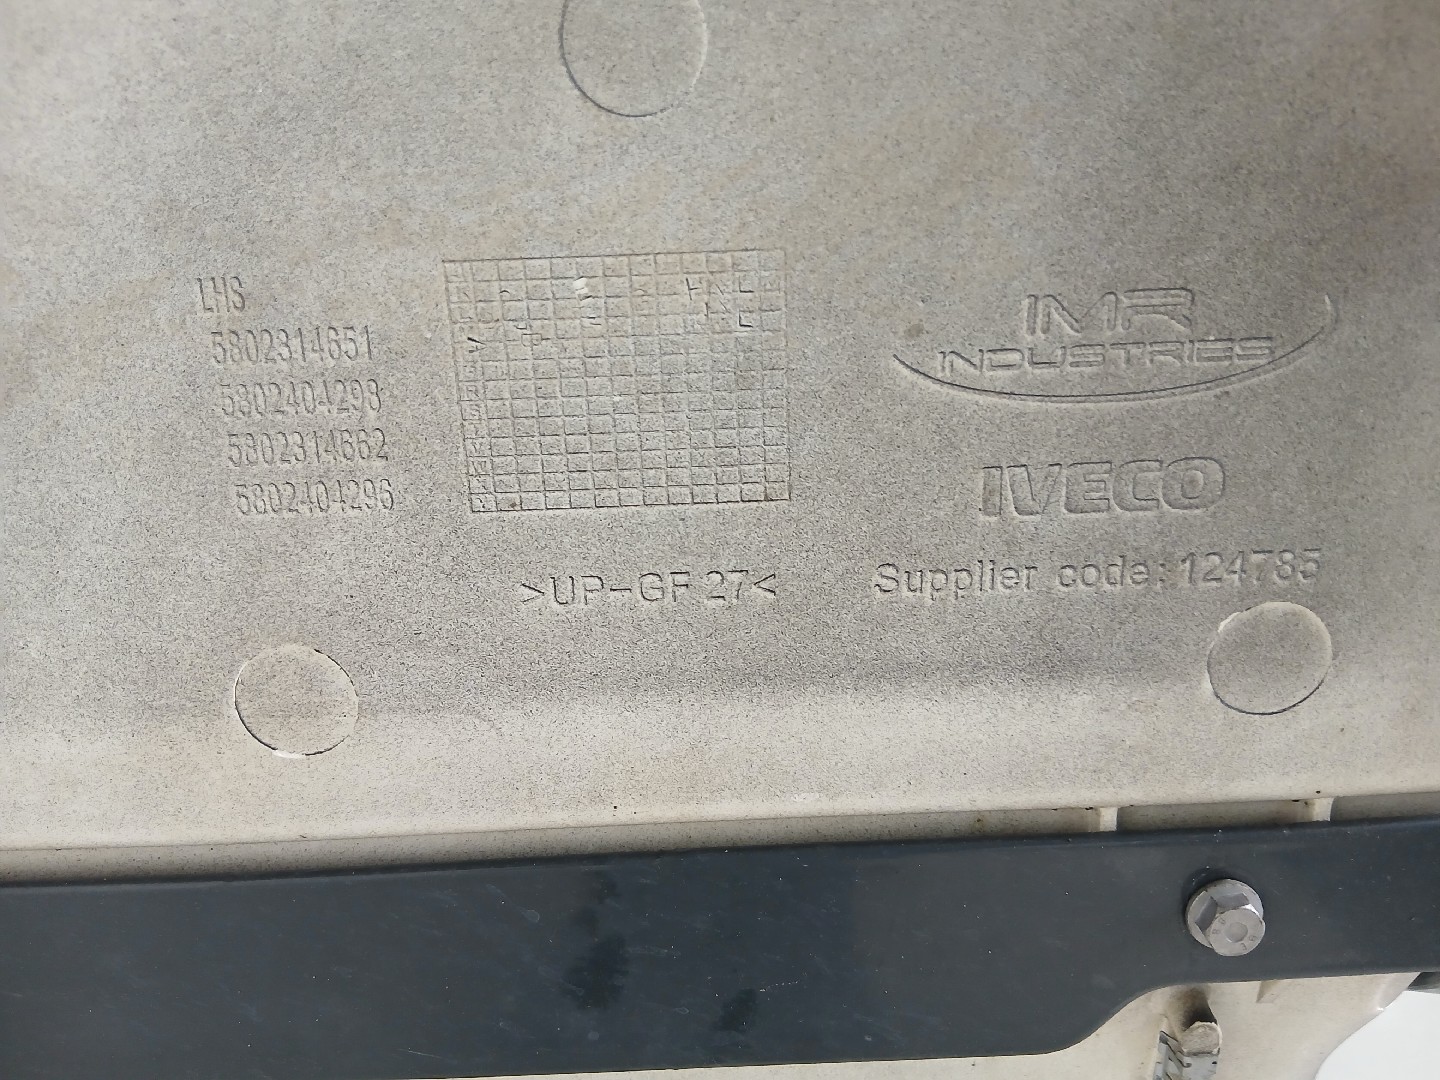 LHS
5802314651
5802404298
5802314662
5802404296
>UP-GF 27<
IMR
INDUSTRIES
IVECO
Supplier code: 124785